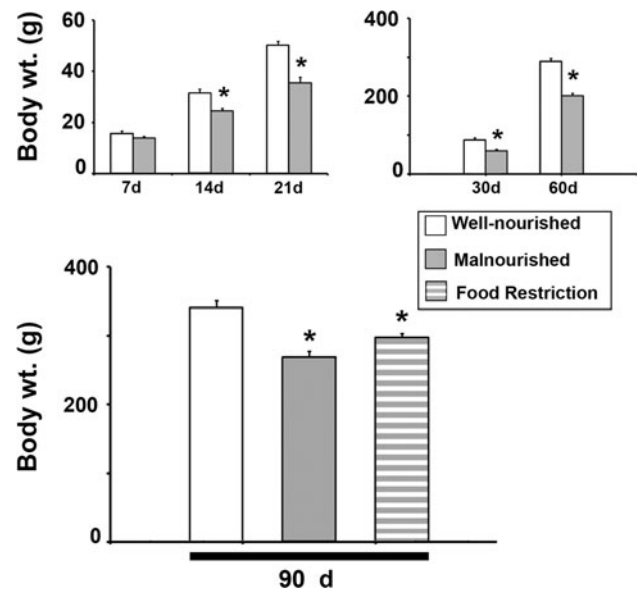 Body wt. (g)
60
40
20
0
7d 14d 21d
* *
400
200
0
30d 60d
* *
Well-nourished
Malnourished
Food Restriction
Body wt. (g)
400
200
0
* *
90 d